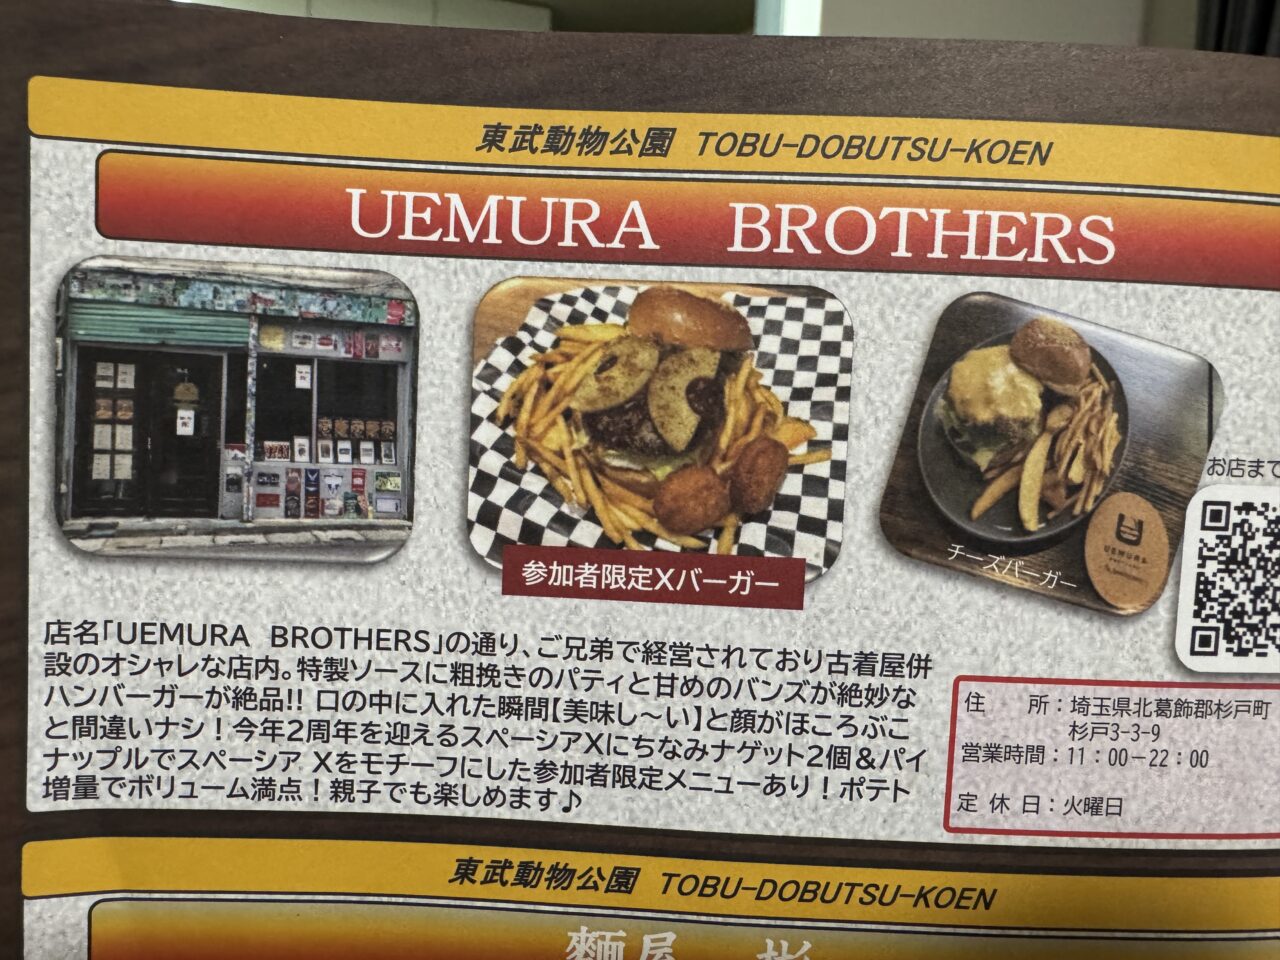 東武動物公園 TOBU-DOBUTSU-KOEN
UEMURA BROTHERS
参加者限定Xバーガー
チーズバーガー
UEMURA
お店まで
店名「UEMURA BROTHERS」の通り、ご兄弟で経営されており古着屋併
設のオシャレな店内。特製ソースに粗挽きのパティと甘めのバンズが絶妙な
ハンバーガーが絶品!! 口の中に入れた瞬間【美味し～い】と顔がほころぶこ
と間違いナシ！今年2周年を迎えるスペーシアXにちなみナゲット2個＆パイ
ナップルでスペーシア Xをモチーフにした参加者限定メニューあり！ポテト
増量でボリューム満点！親子でも楽しめます♪
住 所：埼玉県北葛飾郡杉戸町
杉戸3-3-9
営業時間：11：00−22：00
定 休 日：火曜日
東武動物公園 TOBU-DOBUTSU-KOEN
麺屋 彬